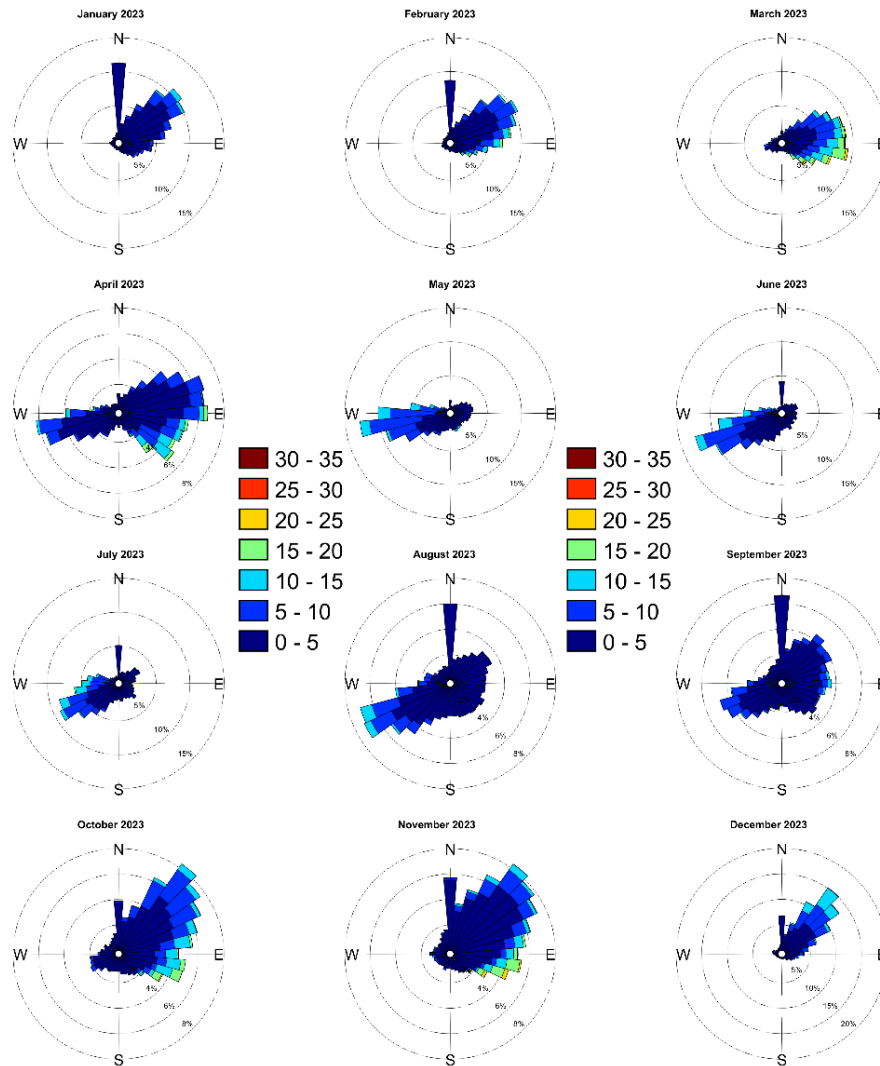 January 2023 February 2023 March 2023
N N N
W E W E W E
5% 5% 5%
10% 10% 10%
15% 15% 15%
S S S
April 2023 May 2023 June 2023
N N N
W E W E W E
5% 5%
6% 10% 10%
8% 15% 15%
S S S
30 - 35 30 - 35
25 - 30 25 - 30
20 - 25 20 - 25
15 - 20 15 - 20
10 - 15 10 - 15
5 - 10 5 - 10
0 - 5 0 - 5
July 2023 August 2023 September 2023
N N N
W E W E W E
5% 4% 4%
10% 6% 6%
15% 8% 8%
S S S
October 2023 November 2023 December 2023
N N N
W E W E W E
4% 4% 5%
10%
6% 6% 15%
8% 8% 20%
S S S